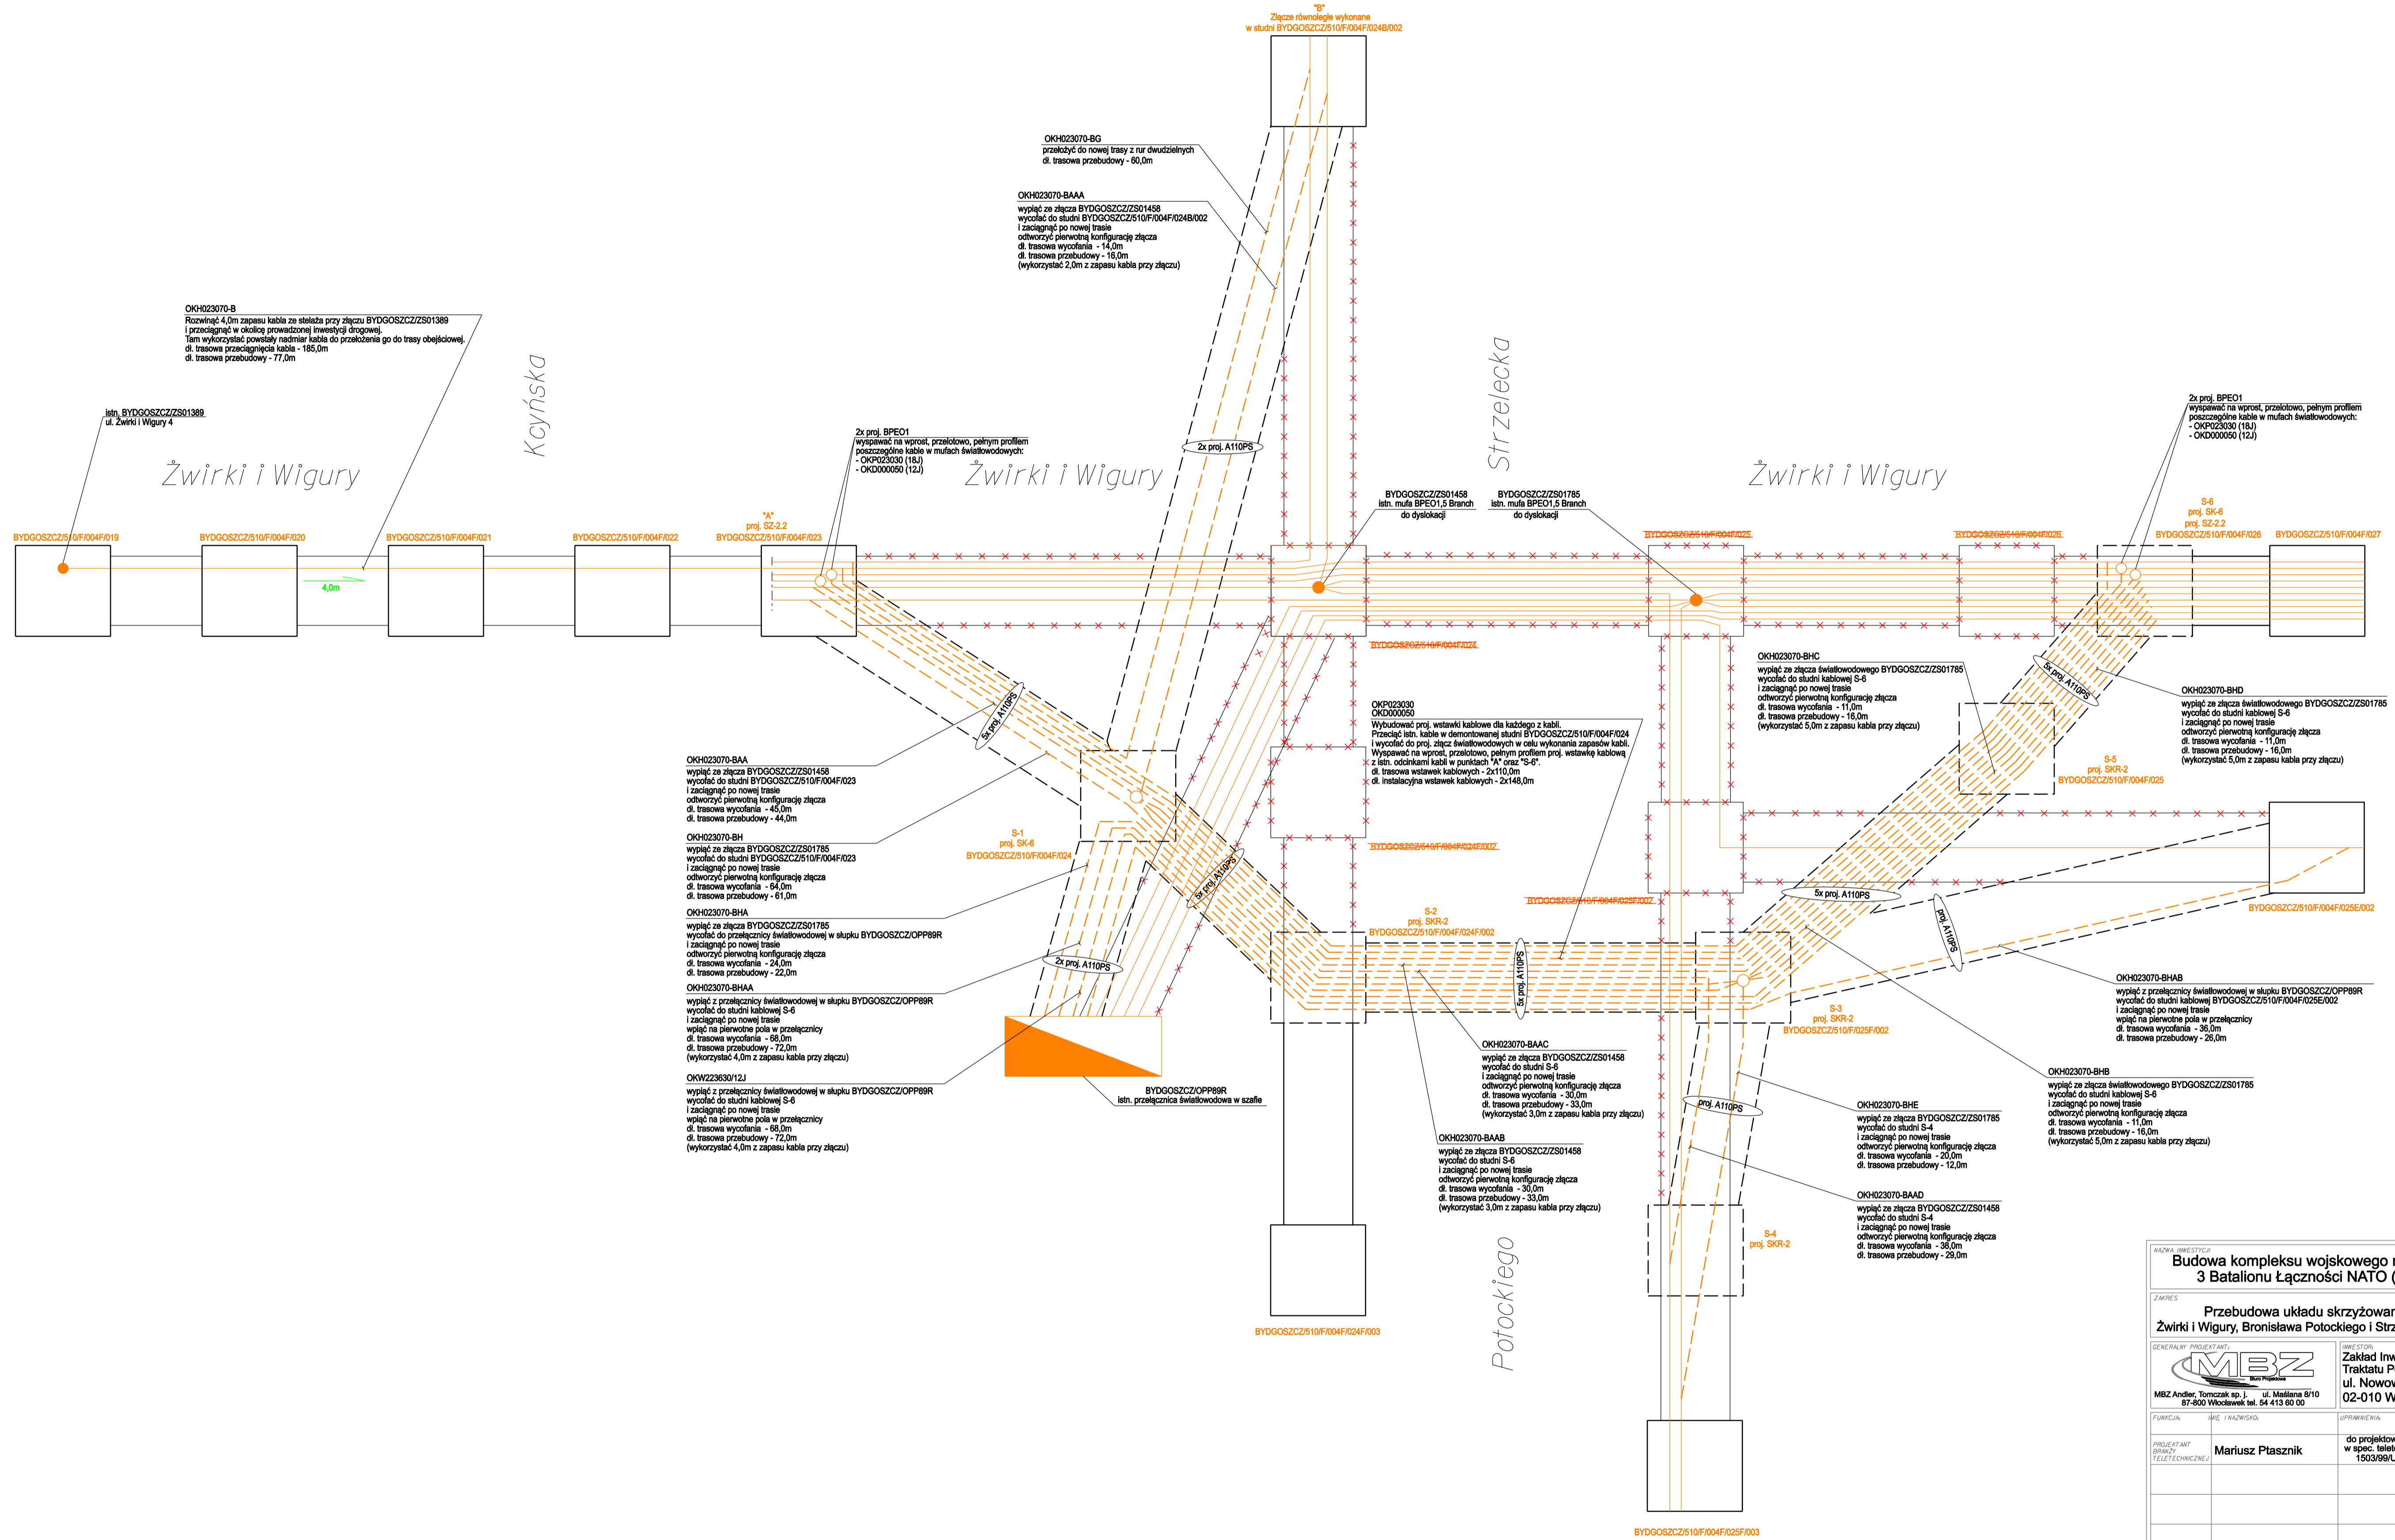 "B"
Złącze równoległe wykonane
w studni BYDGOSZCZ/510/F/004F/024B/002
OKH023070-BG
przełożyć do nowej trasy z rur dwudzielnych
dł. trasowa przebudowy - 60,0m
OKH023070-BAAA
wypiąć ze złącza BYDGOSZCZ/ZS01458
wycofać do studni BYDGOSZCZ/510/F/004F/024B/002
i zaciągnąć po nowej trasie
odtworzyć pierwotną konfigurację złącza
dł. trasowa wycofania - 14,0m
dł. trasowa przebudowy - 16,0m
(wykorzystać 2,0m z zapasu kabla przy złączu)
OKH023070-B
Rozwinąć 4,0m zapasu kabla ze stelaża przy złączu BYDGOSZCZ/ZS01389
i przeciągnąć w okolicę prowadzonej inwestycji drogowej.
Tam wykorzystać powstały nadmiar kabla do przełożenia go do trasy obejściowej.
dł. trasowa przeciągnięcia kabla - 185,0m
dł. trasowa przebudowy - 77,0m
Kcyńska
Strzelecka
istn. BYDGOSZCZ/ZS01389
ul. Żwirki i Wigury 4
2x proj. BPEO1
wyspawać na wprost, przelotowo, pełnym profilem
poszczególne kable w mufach światłowodowych:
- OKP023030 (18J)
- OKD000050 (12J)
2x proj. BPEO1
wyspawać na wprost, przelotowo, pełnym profilem
poszczególne kable w mufach światłowodowych:
- OKP023030 (18J)
- OKD000050 (12J)
2x proj. A110PS
Żwirki i Wigury
Żwirki i Wigury
Żwirki i Wigury
BYDGOSZCZ/ZS01458
istn. mufa BPEO1,5 Branch
do dyslokacji
BYDGOSZCZ/ZS01785
istn. mufa BPEO1,5 Branch
do dyslokacji
BYDGOSZCZ/510/F/004F/019
BYDGOSZCZ/510/F/004F/020
BYDGOSZCZ/510/F/004F/021
BYDGOSZCZ/510/F/004F/022
"A"
proj. SZ-2.2
BYDGOSZCZ/510/F/004F/023
BYDGOSZCZ/510/F/004F/025
BYDGOSZCZ/510/F/004F/026
S-6
proj. SK-6
proj. SZ-2.2
BYDGOSZCZ/510/F/004F/026
BYDGOSZCZ/510/F/004F/027
4,0m
BYDGOSZCZ/510/F/004F/024
5x proj. A110PS
5x proj. A110PS
OKH023070-BHC
wypiąć ze złącza światłowodowego BYDGOSZCZ/ZS01785
wycofać do studni kablowej S-6
i zaciągnąć po nowej trasie
odtworzyć pierwotną konfigurację złącza
dł. trasowa wycofania - 11,0m
dł. trasowa przebudowy - 16,0m
(wykorzystać 5,0m z zapasu kabla przy złączu)
OKH023070-BHD
wypiąć ze złącza światłowodowego BYDGOSZCZ/ZS01785
wycofać do studni kablowej S-6
i zaciągnąć po nowej trasie
odtworzyć pierwotną konfigurację złącza
dł. trasowa wycofania - 11,0m
dł. trasowa przebudowy - 16,0m
(wykorzystać 5,0m z zapasu kabla przy złączu)
OKP023030
OKD000050
Wybudować proj. wstawki kablowe dla każdego z kabli.
Przeciąć istn. kable w demontowanej studni BYDGOSZCZ/510/F/004F/024
i wycofać do proj. złącz światłowodowych w celu wykonania zapasów kabli.
Wyspawać na wprost, przelotowo, pełnym profilem proj. wstawkę kablową
z istn. odcinkami kabli w punktach "A" oraz "S-6".
dł. trasowa wstawek kablowych - 2x110,0m
dł. instalacyjna wstawek kablowych - 2x148,0m
S-5
proj. SKR-2
BYDGOSZCZ/510/F/004F/025
OKH023070-BAA
wypiąć ze złącza BYDGOSZCZ/ZS01458
wycofać do studni BYDGOSZCZ/510/F/004F/023
i zaciągnąć po nowej trasie
odtworzyć pierwotną konfigurację złącza
dł. trasowa wycofania - 45,0m
dł. trasowa przebudowy - 44,0m
OKH023070-BH
wypiąć ze złącza BYDGOSZCZ/ZS01785
wycofać do studni BYDGOSZCZ/510/F/004F/023
i zaciągnąć po nowej trasie
odtworzyć pierwotną konfigurację złącza
dł. trasowa wycofania - 64,0m
dł. trasowa przebudowy - 61,0m
S-1
proj. SK-6
BYDGOSZCZ/510/F/004F/024
BYDGOSZCZ/510/F/004F/024F/002
5x proj. A110PS
OKH023070-BHA
wypiąć ze złącza BYDGOSZCZ/ZS01785
wycofać do przełącznicy światłowodowej w słupku BYDGOSZCZ/OPP89R
i zaciągnąć po nowej trasie
odtworzyć pierwotną konfigurację złącza
dł. trasowa wycofania - 24,0m
dł. trasowa przebudowy - 22,0m
OKH023070-BHAA
wypiąć z przełącznicy światłowodowej w słupku BYDGOSZCZ/OPP89R
wycofać do studni kablowej S-6
i zaciągnąć po nowej trasie
wpiąć na pierwotne pola w przełącznicy
dł. trasowa wycofania - 68,0m
dł. trasowa przebudowy - 72,0m
(wykorzystać 4,0m z zapasu kabla przy złączu)
OKW223630/12J
wypiąć z przełącznicy światłowodowej w słupku BYDGOSZCZ/OPP89R
wycofać do studni kablowej S-6
i zaciągnąć po nowej trasie
wpiąć na pierwotne pola w przełącznicy
dł. trasowa wycofania - 68,0m
dł. trasowa przebudowy - 72,0m
(wykorzystać 4,0m z zapasu kabla przy złączu)
2x proj. A110PS
BYDGOSZCZ/OPP89R
istn. przełącznica światłowodowa w szafie
S-2
proj. SKR-2
BYDGOSZCZ/510/F/004F/024F/002
BYDGOSZCZ/510/F/004F/025F/002
5x proj. A110PS
5x proj. A110PS
proj. A110PS
BYDGOSZCZ/510/F/004F/025E/002
S-3
proj. SKR-2
BYDGOSZCZ/510/F/025F/002
OKH023070-BHAB
wypiąć z przełącznicy światłowodowej w słupku BYDGOSZCZ/OPP89R
wycofać do studni kablowej BYDGOSZCZ/510/F/004F/025E/002
i zaciągnąć po nowej trasie
wpiąć na pierwotne pola w przełącznicy
dł. trasowa wycofania - 36,0m
dł. trasowa przebudowy - 26,0m
OKH023070-BAAC
wypiąć ze złącza BYDGOSZCZ/ZS01458
wycofać do studni S-6
i zaciągnąć po nowej trasie
odtworzyć pierwotną konfigurację złącza
dł. trasowa wycofania - 30,0m
dł. trasowa przebudowy - 33,0m
(wykorzystać 3,0m z zapasu kabla przy złączu)
OKH023070-BAAB
wypiąć ze złącza BYDGOSZCZ/ZS01458
wycofać do studni S-6
i zaciągnąć po nowej trasie
odtworzyć pierwotną konfigurację złącza
dł. trasowa wycofania - 30,0m
dł. trasowa przebudowy - 33,0m
(wykorzystać 3,0m z zapasu kabla przy złączu)
proj. A110PS
OKH023070-BHB
wypiąć ze złącza światłowodowego BYDGOSZCZ/ZS01785
wycofać do studni kablowej S-6
i zaciągnąć po nowej trasie
odtworzyć pierwotną konfigurację złącza
dł. trasowa wycofania - 11,0m
dł. trasowa przebudowy - 16,0m
(wykorzystać 5,0m z zapasu kabla przy złączu)
OKH023070-BHE
wypiąć ze złącza BYDGOSZCZ/ZS01785
wycofać do studni S-4
i zaciągnąć po nowej trasie
odtworzyć pierwotną konfigurację złącza
dł. trasowa wycofania - 20,0m
dł. trasowa przebudowy - 12,0m
OKH023070-BAAD
wypiąć ze złącza BYDGOSZCZ/ZS01458
wycofać do studni S-4
i zaciągnąć po nowej trasie
odtworzyć pierwotną konfigurację złącza
dł. trasowa wycofania - 38,0m
dł. trasowa przebudowy - 29,0m
S-4
proj. SKR-2
Potockiego
BYDGOSZCZ/510/F/004F/024F/003
BYDGOSZCZ/510/F/004F/025F/003
NAZWA INWESTYCJI
Budowa kompleksu wojskowego
3 Batalionu Łączności NATO (
ZAKRES
Przebudowa układu skrzyżowa
Żwirki i Wigury, Bronisława Potockiego i Strz
GENERALNY PROJEKTANT:
MBZ
Biuro Projektowe
MBZ Andler, Tomczak sp. j. ul. Maślana 8/10
87-800 Włocławek tel. 54 413 60 00
INWESTOR:
Zakład Inw
Traktatu P
ul. Nowo
02-010 W
FUNKCJA: IMIĘ I NAZWISKO: UPRAWNIENIA:
PROJEKTANT
BRANŻY
TELETECHNICZNEJ
Mariusz Ptasznik
do projektow
w spec. telet
1503/99/U